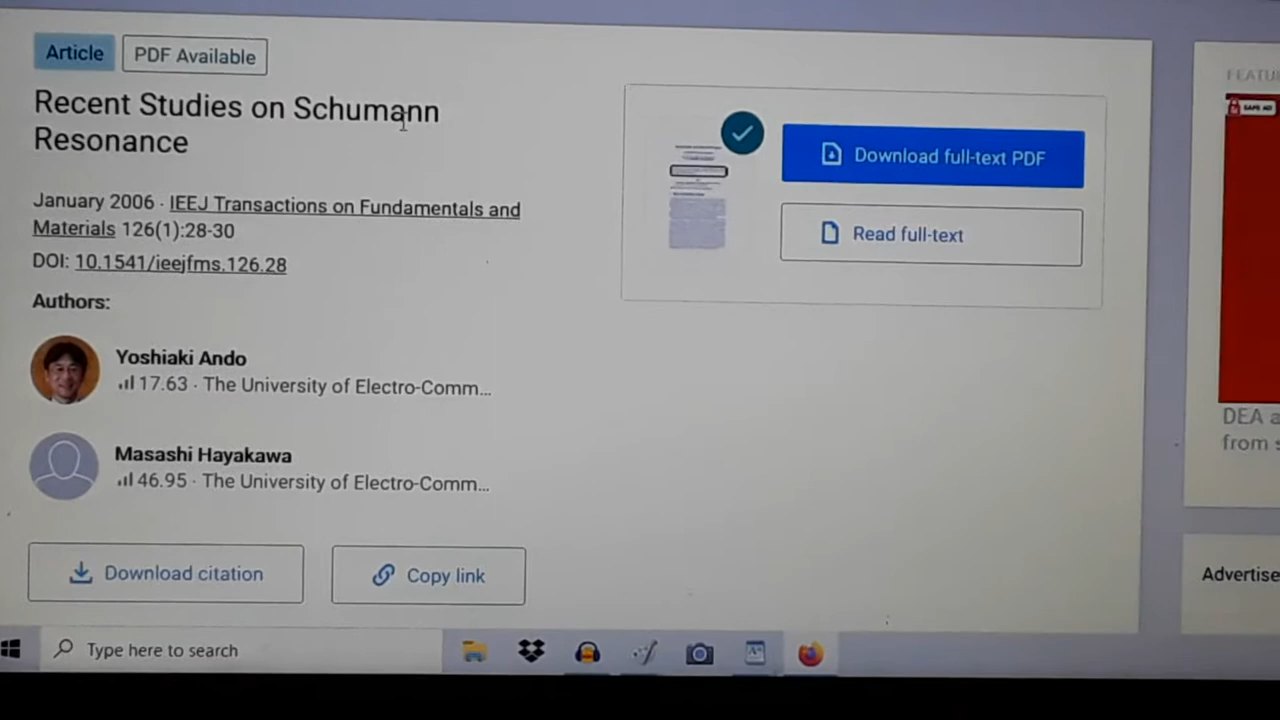 Article
PDF Available
Recent Studies on Schumann
Resonance
January 2006 · IEEJ Transactions on Fundamentals and
Materials 126(1):28-30
DOI: 10.1541/ieejfms.126.28
Authors:
Yoshiaki Ando
17.63 · The University of Electro-Comm...
Masashi Hayakawa
46.95 · The University of Electro-Comm...
Download citation
Copy link
Download full-text PDF
Read full-text
FEATU
SAFE AD
DEA a
from
Advertise
Type here to search